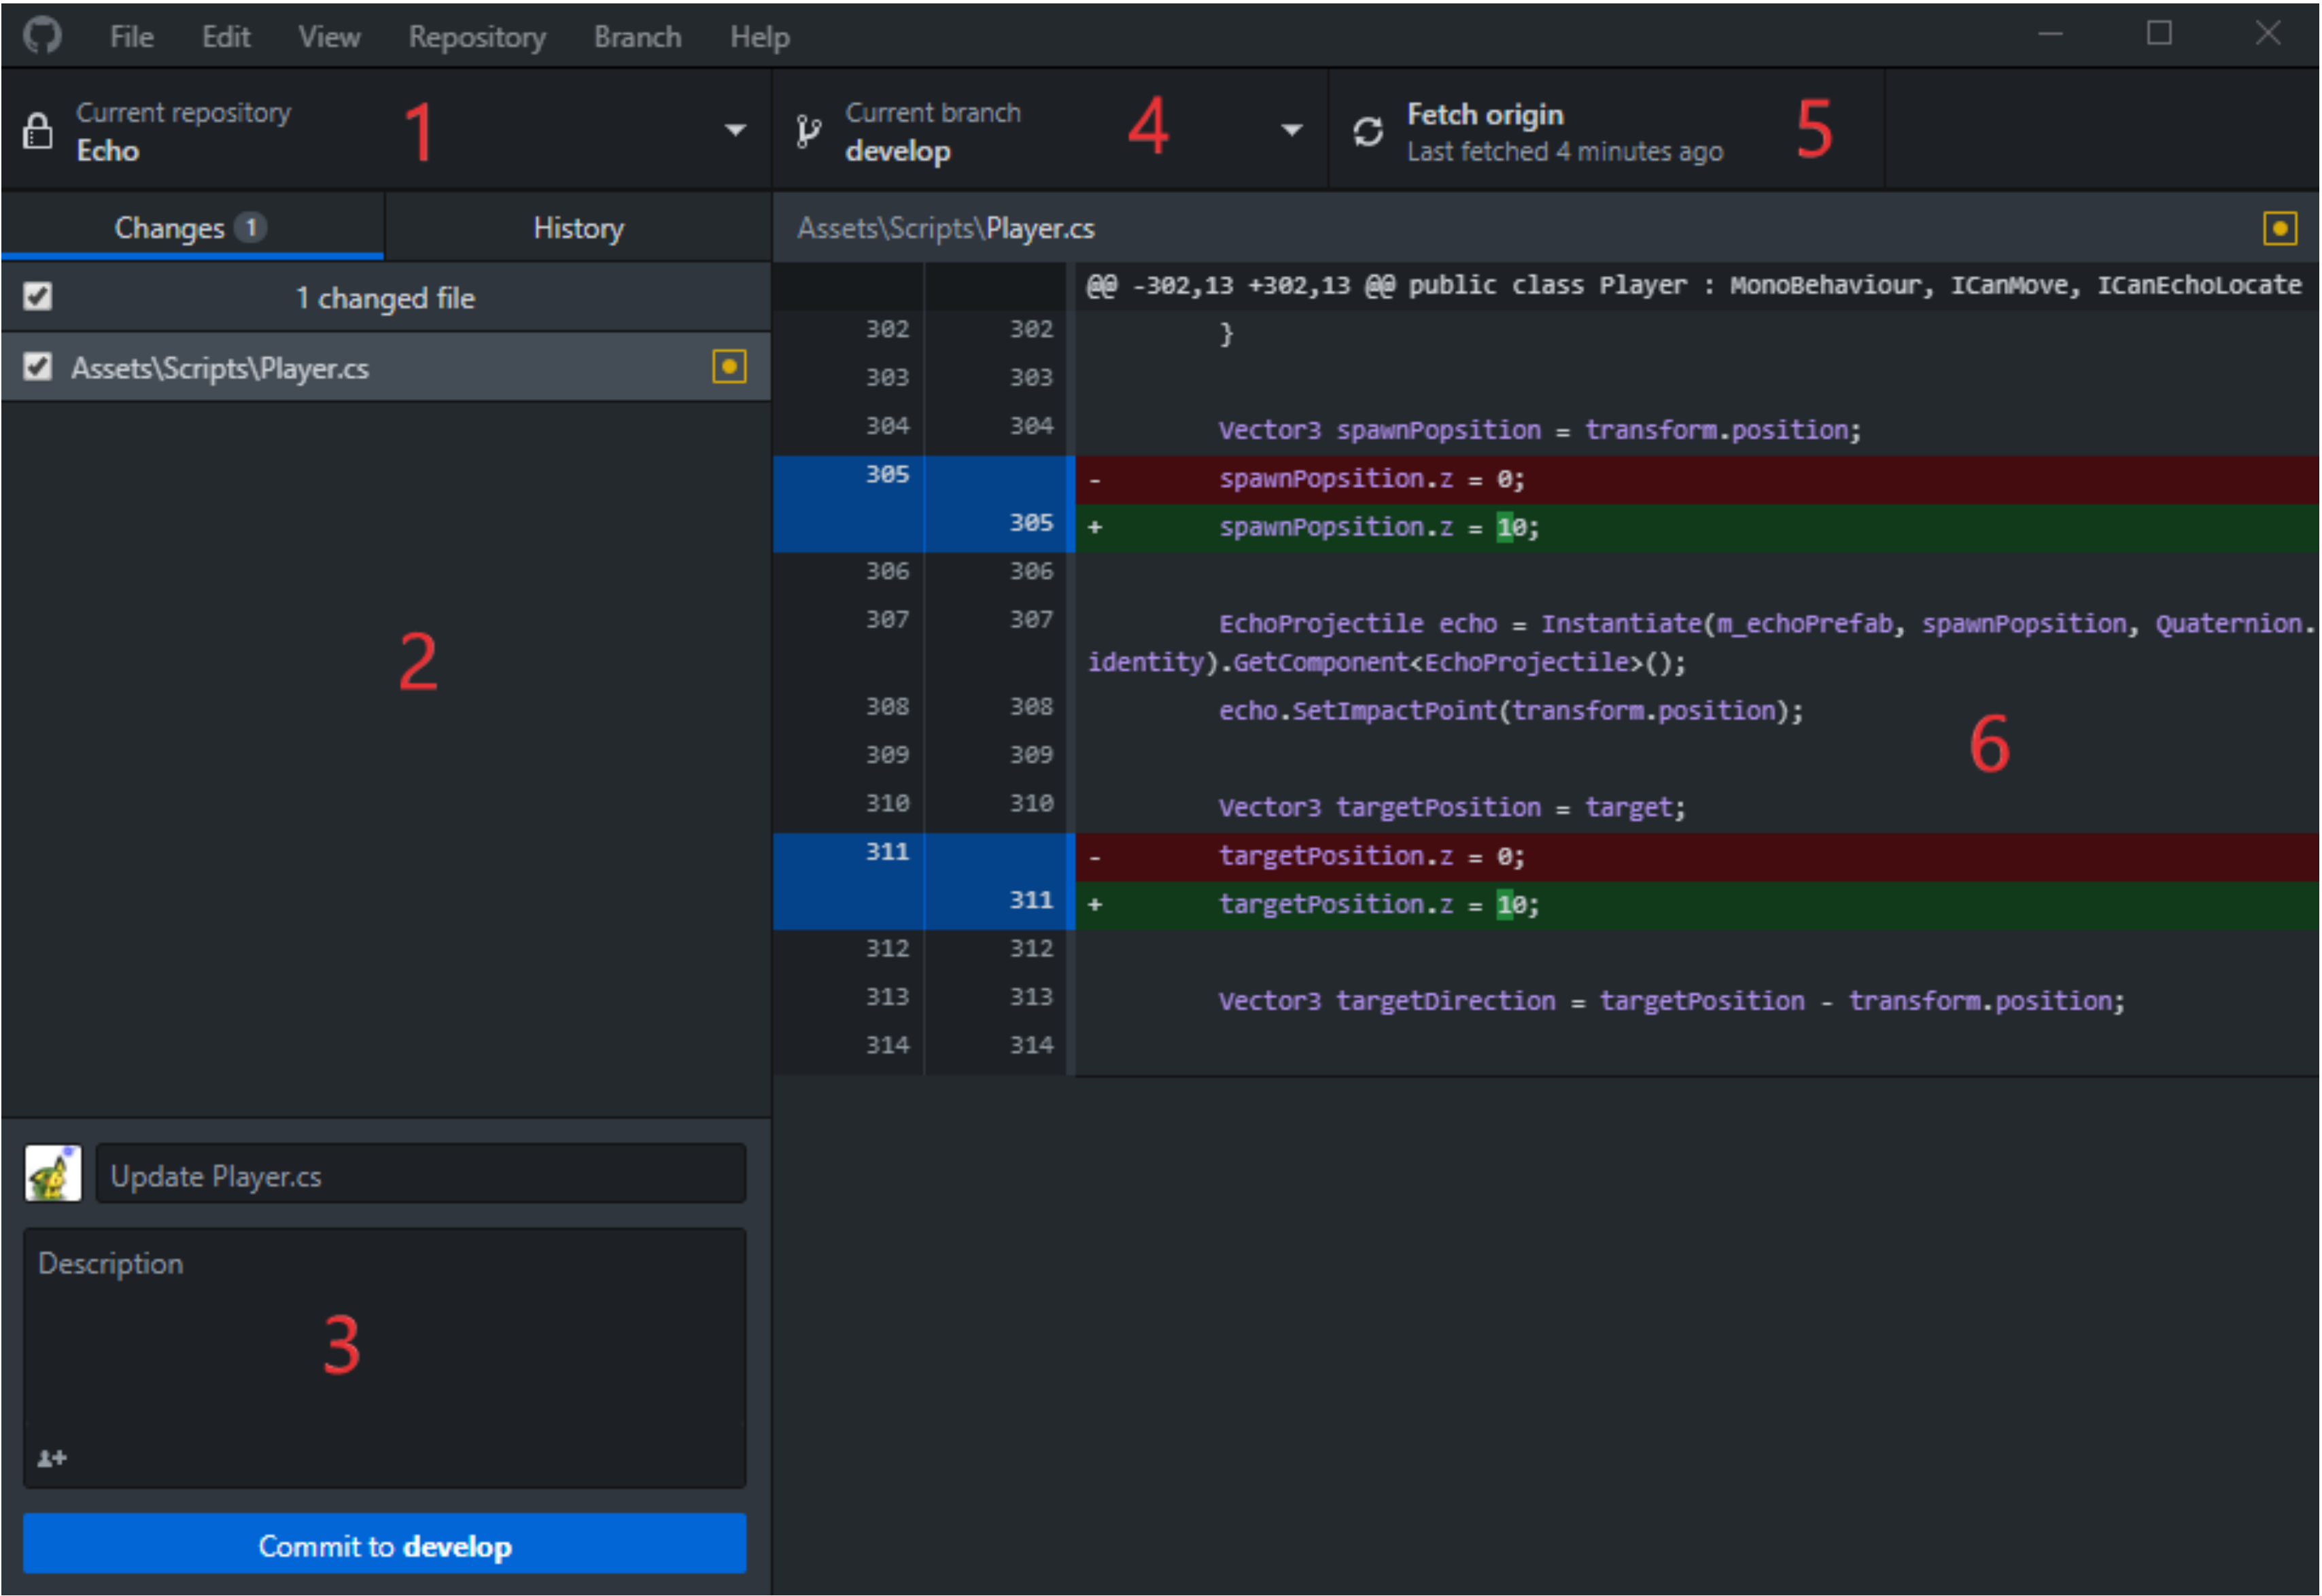 File Edit View Repository Branch Help
Current repository
Echo
1
Current branch
develop
4
Fetch origin
Last fetched 4 minutes ago
5
Changes 1
History
1 changed file
Assets\Scripts\Player.cs
2
Update Player.cs
Description
3
Commit to develop
Assets\Scripts\Player.cs
@@ -302,13 +302,13 @@ public class Player : MonoBehaviour, ICanMove, ICanEchoLocate
302 302 }
303 303
304 304 Vector3 spawnPopsition = transform.position;
305 - spawnPopsition.z = 0;
305 + spawnPopsition.z = 10;
306 306
307 307 EchoProjectile echo = Instantiate(m_echoPrefab, spawnPopsition, Quaternion.
identity).GetComponent<EchoProjectile>();
308 308 echo.SetImpactPoint(transform.position);
6
309 309
310 310 Vector3 targetPosition = target;
311 - targetPosition.z = 0;
311 + targetPosition.z = 10;
312 312
313 313 Vector3 targetDirection = targetPosition - transform.position;
314 314